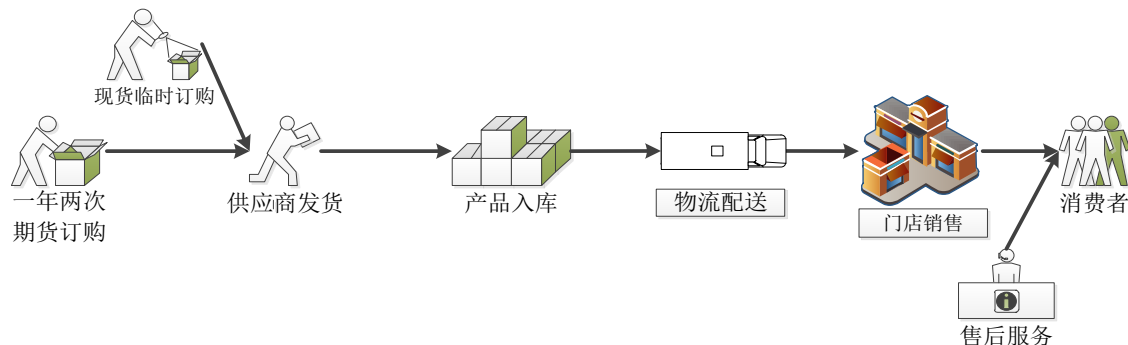 现货临时订购
一年两次
期货订购
供应商发货
产品入库
物流配送
门店销售
消费者
售后服务